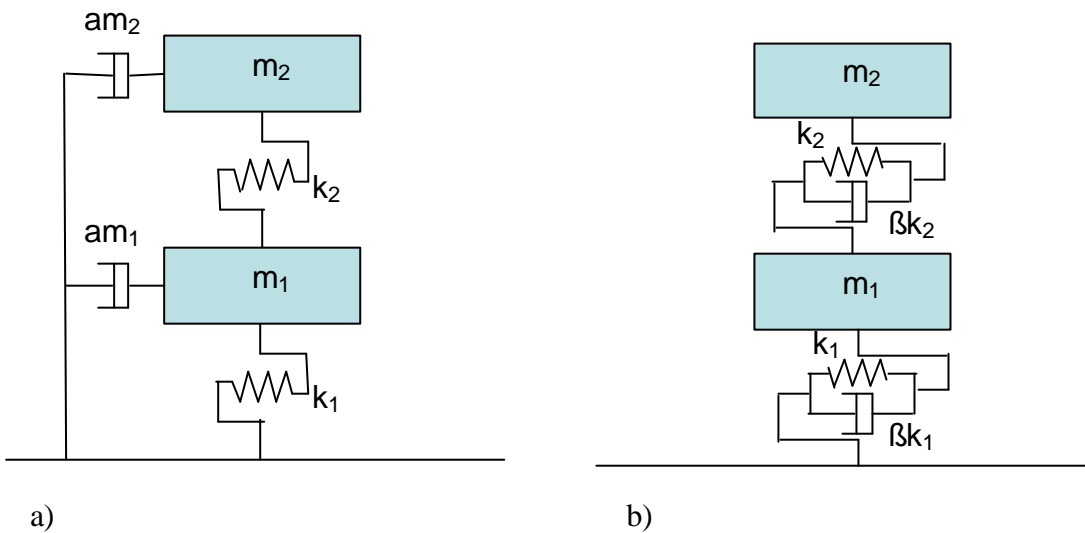 am₂
m₂
k₂
am₁
m₁
k₁
a)
m₂
k₂
ßk₂
m₁
k₁
ßk₁
b)